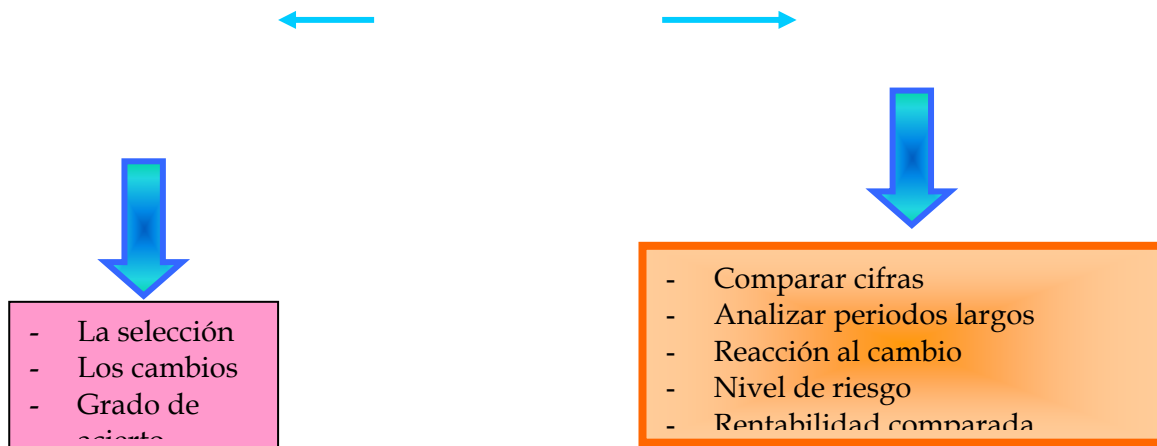 - La selección
- Los cambios
- Grado de
acierto
- Comparar cifras
- Analizar periodos largos
- Reacción al cambio
- Nivel de riesgo
- Rentabilidad comparada